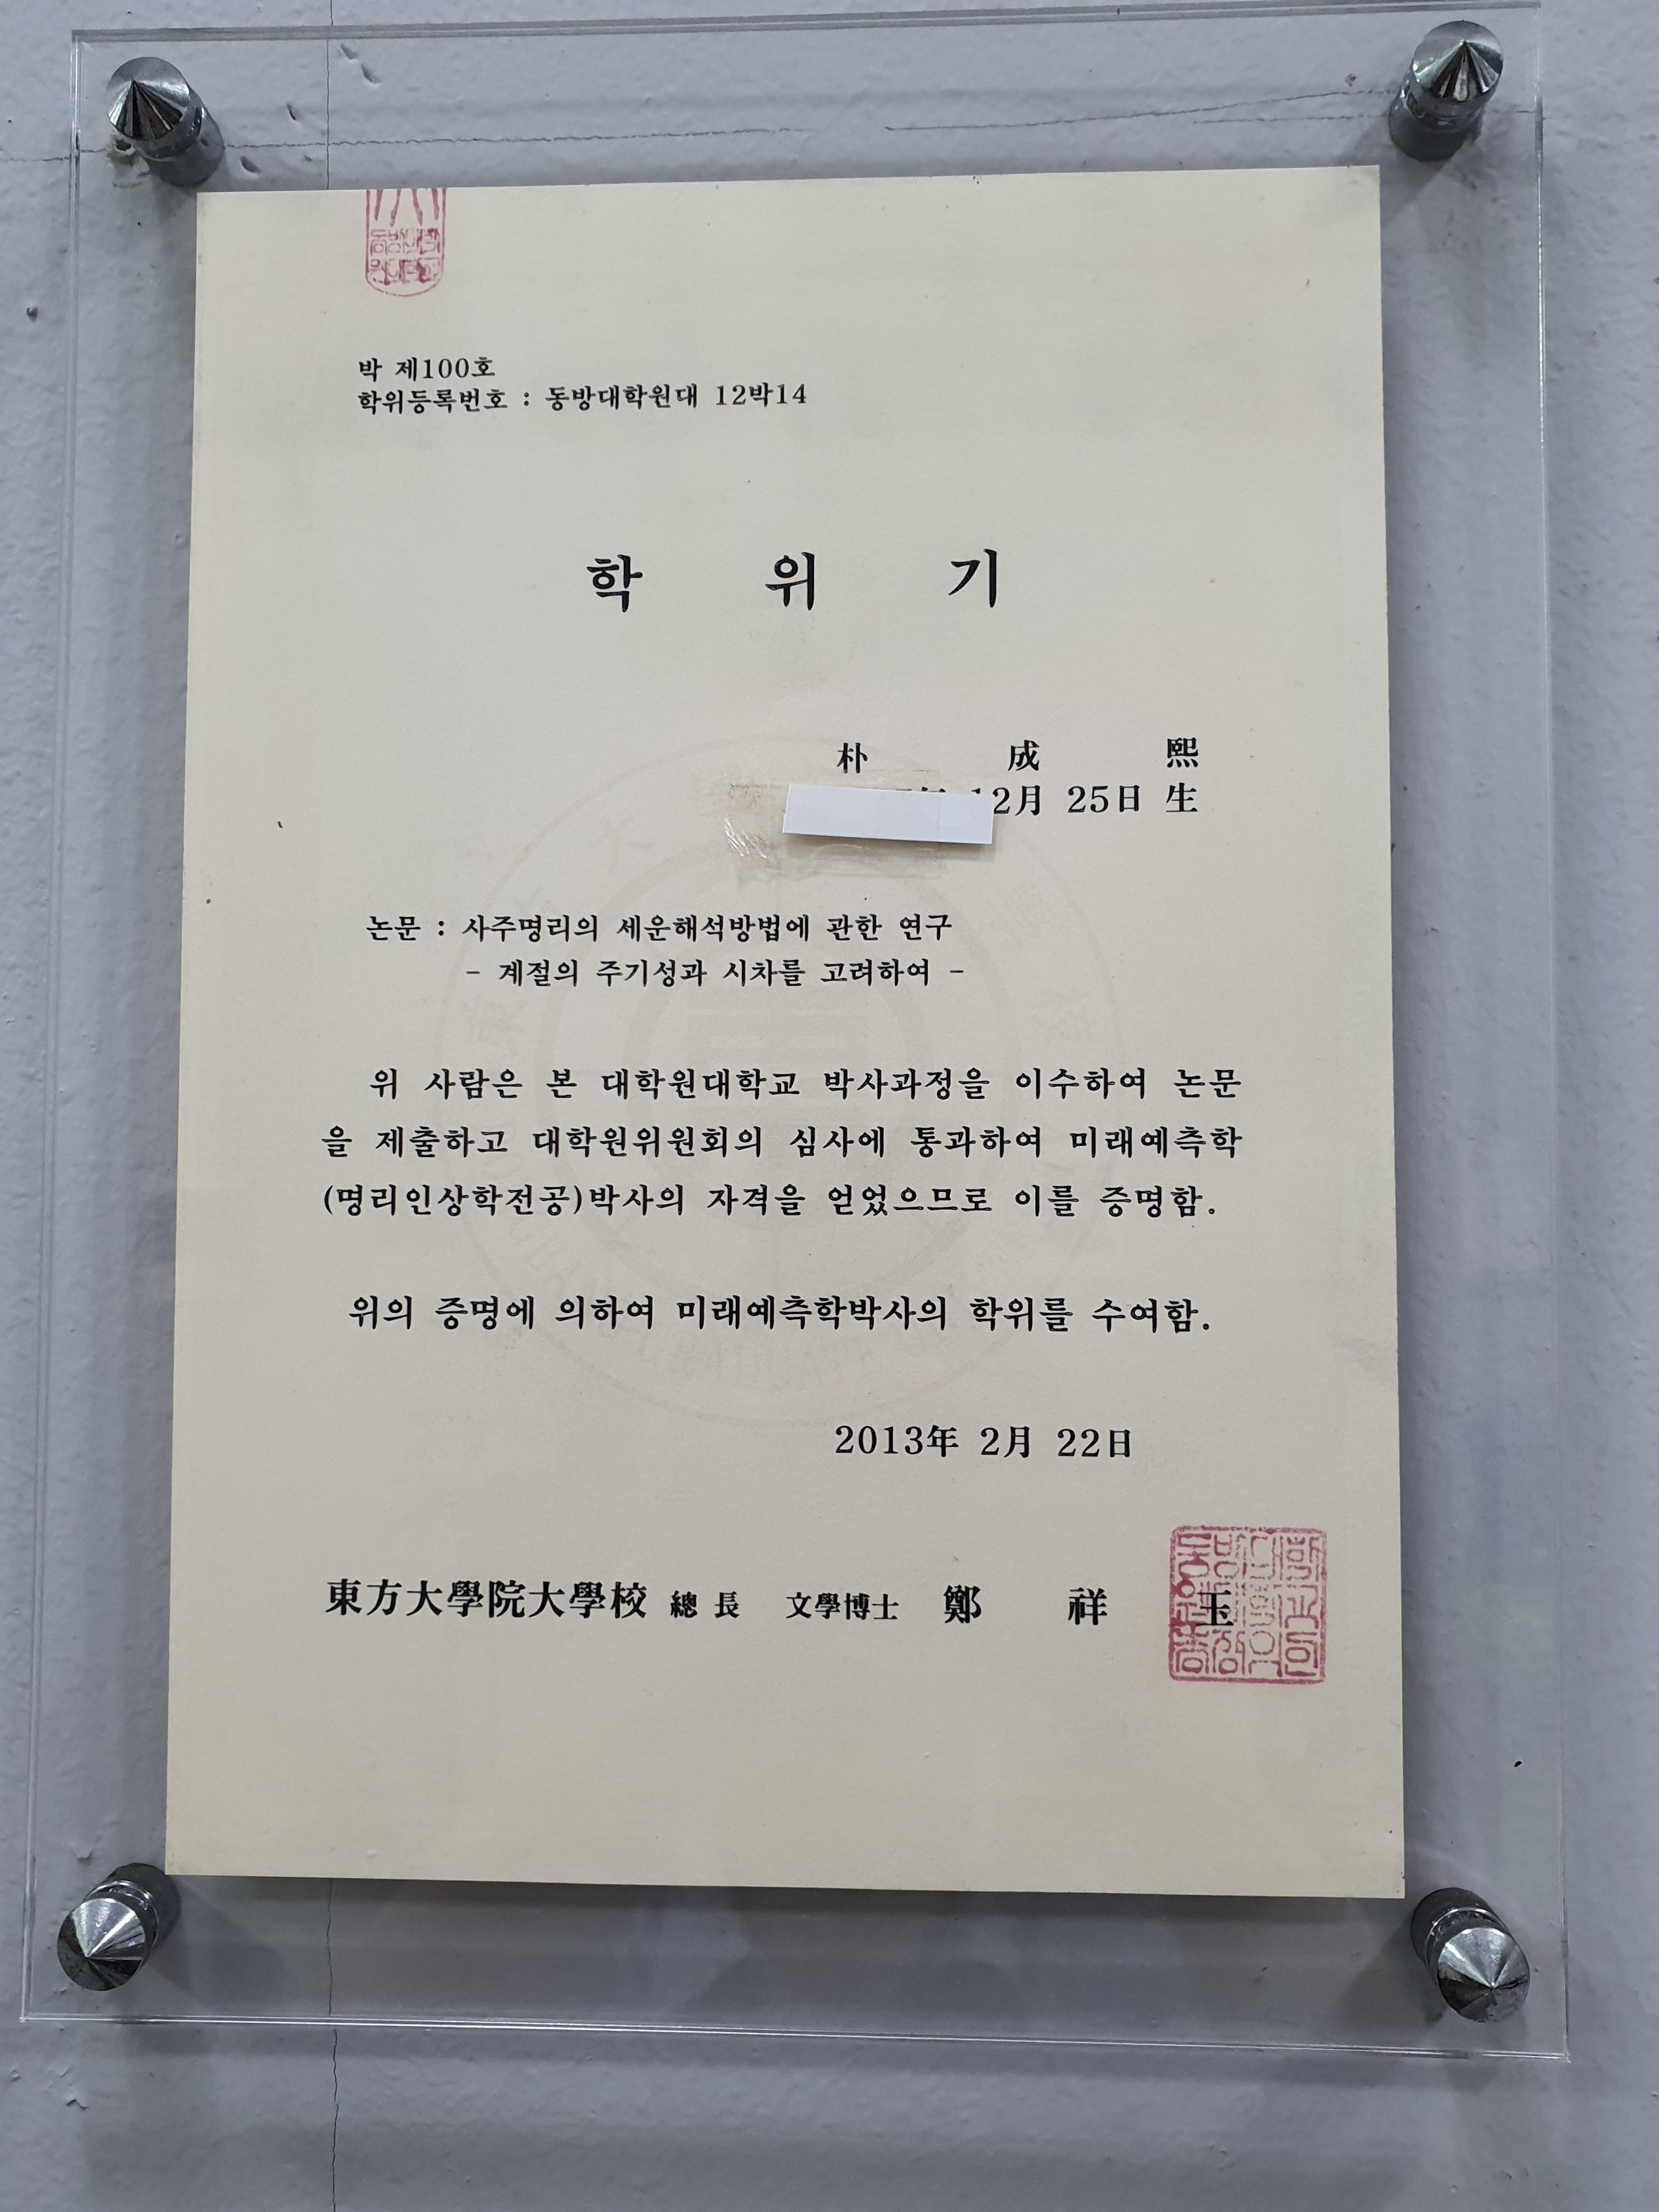 박 제100호
학위등록번호 : 동방대학원대 12박14
학 위 기
朴 成 熙
12月 25日 生
논문 : 사주명리의 세운해석방법에 관한 연구
- 계절의 주기성과 시차를 고려하여 -
위 사람은 본 대학원대학교 박사과정을 이수하여 논문
을 제출하고 대학원위원회의 심사에 통과하여 미래예측학
(명리인상학전공)박사의 자격을 얻었으므로 이를 증명함.
위의 증명에 의하여 미래예측학박사의 학위를 수여함.
2013年 2月 22日
東方大學院大學校 總 長 文學博士 鄭 祥 玉